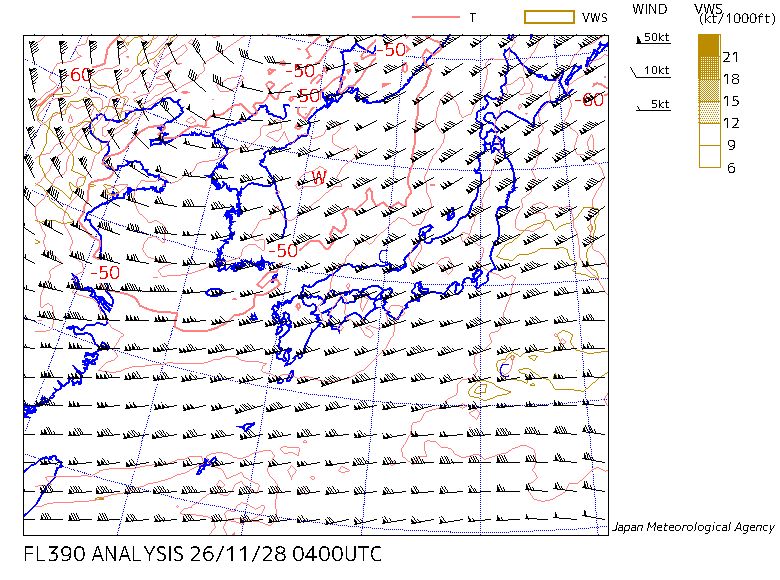 T
VWS
WIND
VWS
(kt/1000ft)
50kt
10kt
5kt
21
18
15
12
9
6
-50
60
-50
-50
-60
W
-50
-50
Japan Meteorological Agency
FL390 ANALYSIS 26/11/28 0400UTC